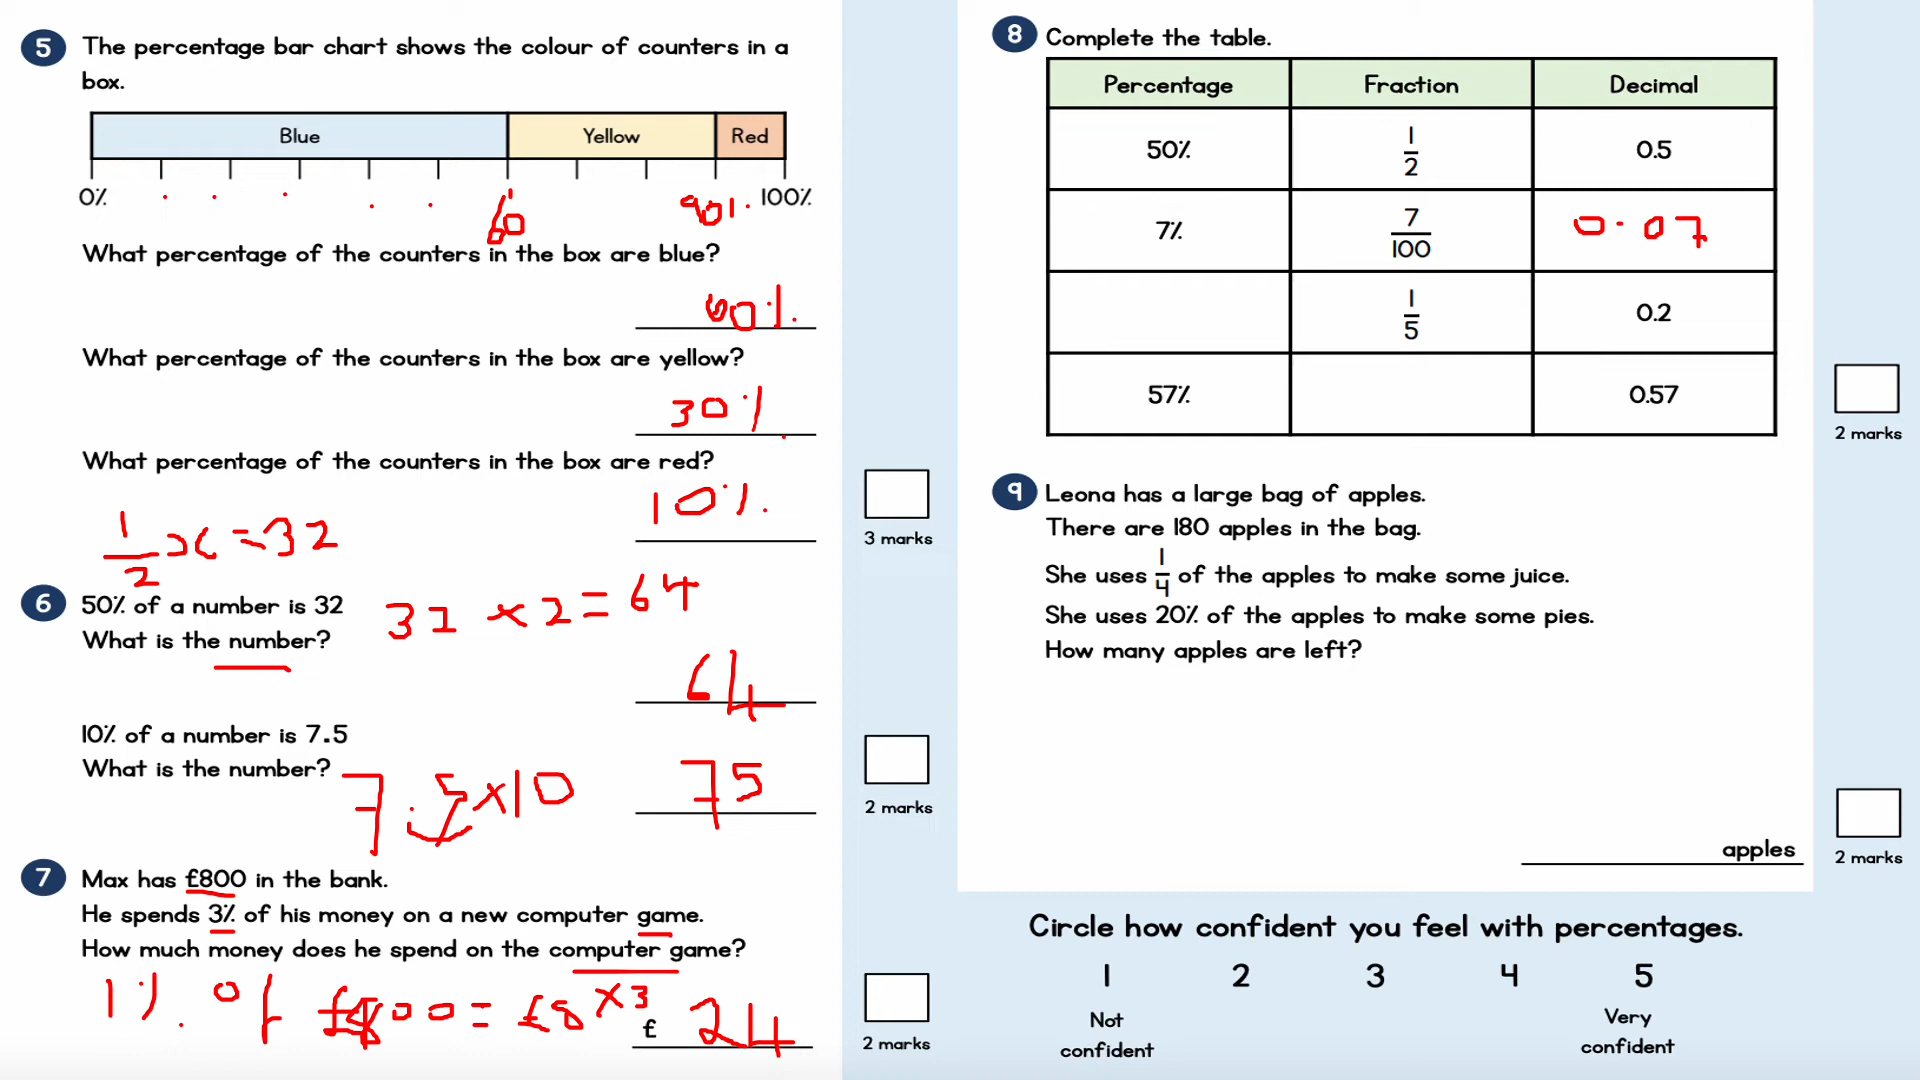 5 The percentage bar chart shows the colour of counters in a
box.
Blue Yellow Red
0% 60 90%. 100%
What percentage of the counters in the box are blue?
60%
What percentage of the counters in the box are yellow?
30%
What percentage of the counters in the box are red?
10%
3 marks
1/2 x = 32
6 50% of a number is 32
What is the number?
32 × 2 = 64
64
10% of a number is 7.5
What is the number?
7.5 × 10
75
2 marks
7 Max has £800 in the bank.
He spends 3% of his money on a new computer game.
How much money does he spend on the computer game?
1% of £800 = £8 × 3
£ 24
2 marks
8 Complete the table.
Percentage Fraction Decimal
50% 1/2 0.5
7% 7/100 0.07
1/5 0.2
57% 0.57
2 marks
9 Leona has a large bag of apples.
There are 180 apples in the bag.
She uses 1/4 of the apples to make some juice.
She uses 20% of the apples to make some pies.
How many apples are left?
apples
2 marks
Circle how confident you feel with percentages.
1 2 3 4 5
Not confident
Very confident